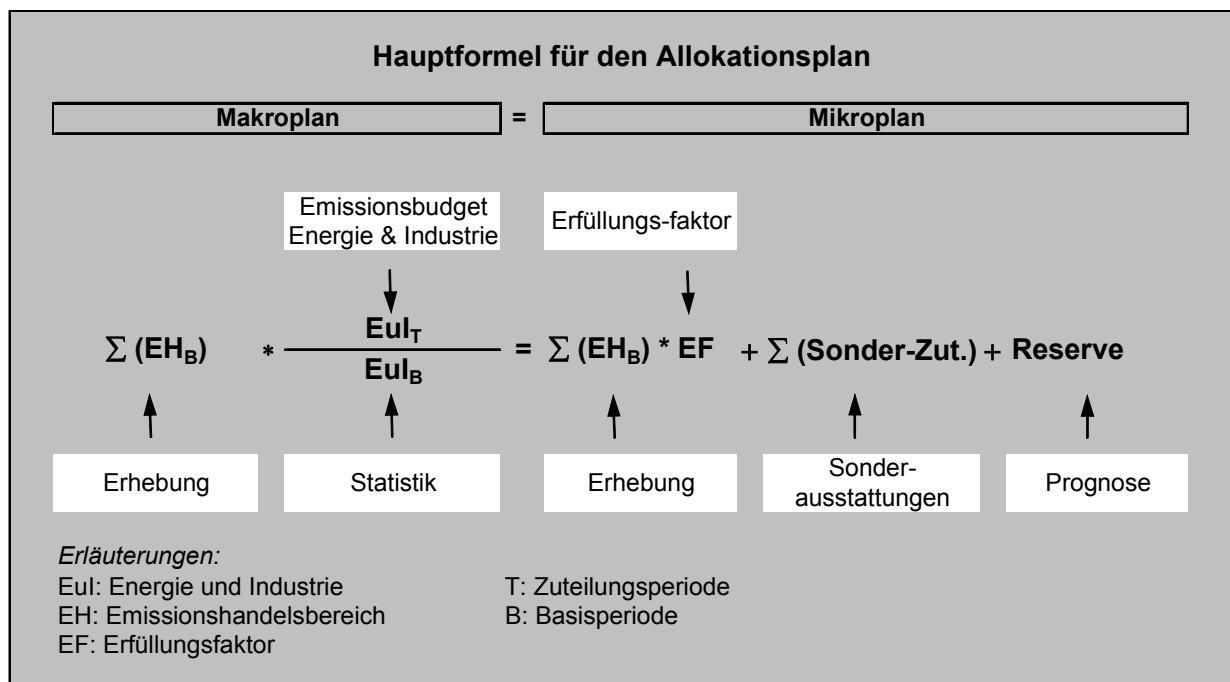 Hauptformel für den Allokationsplan
Makroplan = Mikroplan
Emissionsbudget
Energie & Industrie
Erfüllungs-faktor
∑ (EH_B) * EuI_T / EuI_B = ∑ (EH_B) * EF + ∑ (Sonder-Zut.) + Reserve
Erhebung
Statistik
Erhebung
Sonder-
ausstattungen
Prognose
Erläuterungen:
EuI: Energie und Industrie
EH: Emissionshandelsbereich
EF: Erfüllungsfaktor
T: Zuteilungsperiode
B: Basisperiode